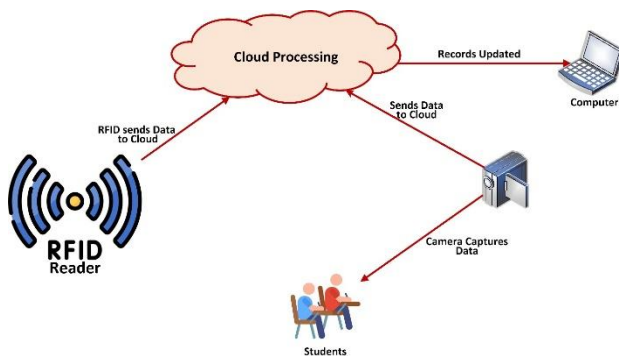 Cloud Processing
Records Updated
Computer
RFID sends Data
to Cloud
Sends Data
to Cloud
RFID
Reader
Camera Captures
Data
Students